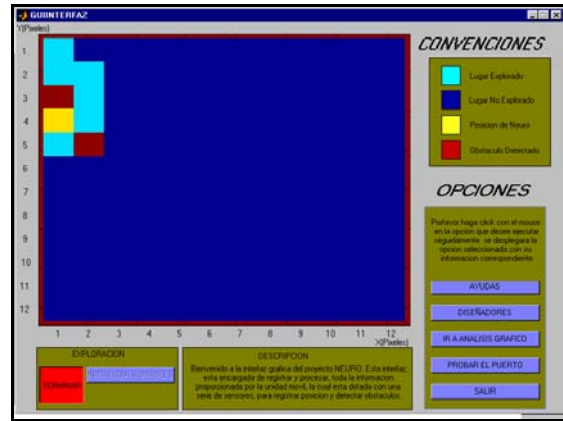 GUIINTERFAZ
Y(Pixeles)
CONVENCIONES
Lugar Explorado
Lugar No Explorado
Posicion de Neuro
Obstaculo Detectado
1
2
3
4
5
6
7
8
9
10
11
12
1 2 3 4 5 6 7 8 9 10 11 12
X(Pixeles)
OPCIONES
Porfavor haga click con el mouse
en la opcion que desee ejecutar
seguidamente se desplegara la
opcion seleccionada con su
informacion correspondiente
AYUDAS
DISEÑADORES
IR A ANALISIS GRAFICO
PROBAR EL PUERTO
SALIR
EXPLORACION
TERMINAR
DESCRIPCION
Bienvenido a la interfaz grafica del proyecto NEURO. Esta interfaz,
esta encargada de registrar y procesar, toda la informacion
proporcionada por la unidad movil, la cual esta dotada con una
serie de sensores, para registrar posicion y detectar obstaculos.